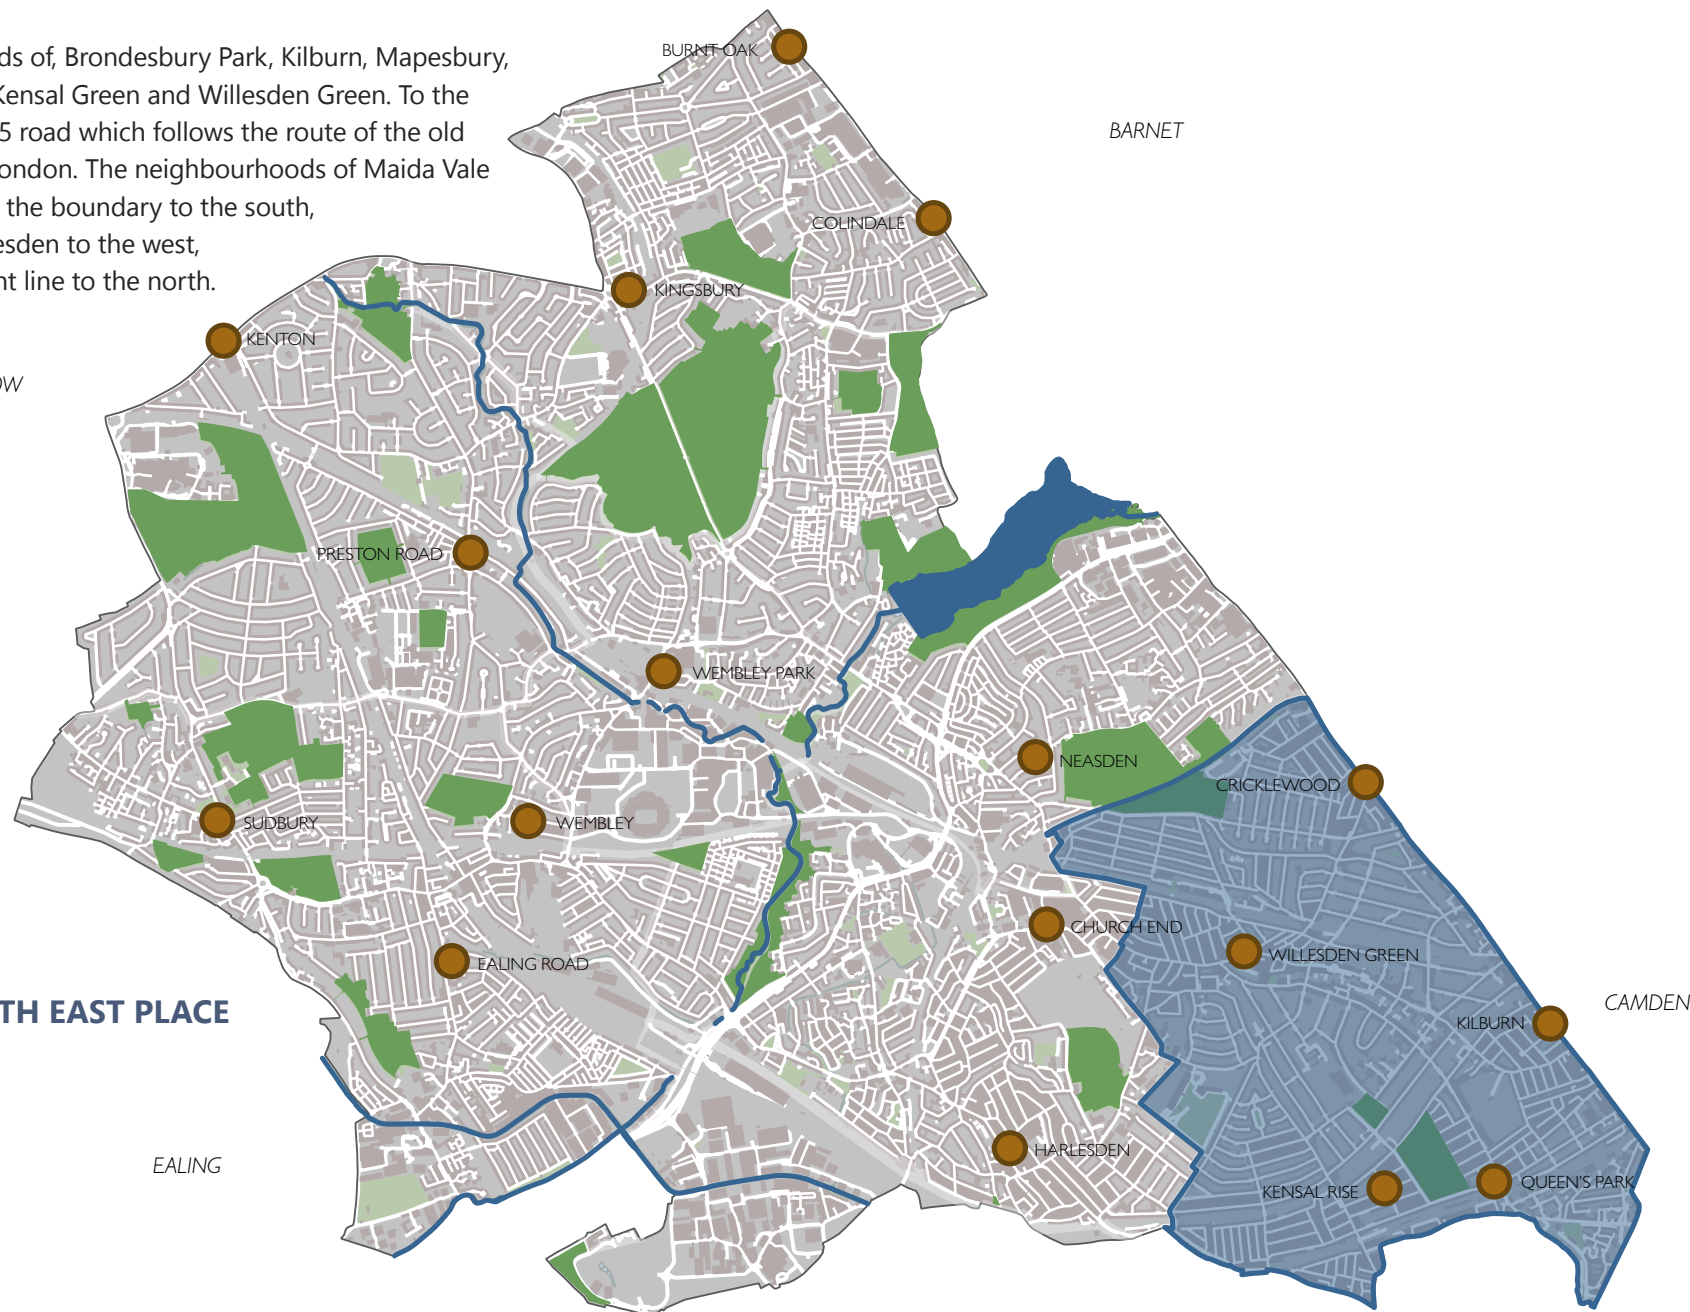 ds of, Brondesbury Park, Kilburn, Mapesbury,
Kensal Green and Willesden Green. To the
5 road which follows the route of the old
ondon. The neighbourhoods of Maida Vale
the boundary to the south,
esden to the west,
nt line to the north.
BURNT OAK
BARNET
COLINDALE
KINGSBURY
KENTON
OW
PRESTON ROAD
WEMBLEY PARK
NEASDEN
CRICKLEWOOD
SUDBURY
WEMBLEY
CHURCH END
WILLESDEN GREEN
EALING ROAD
CAMDEN
TH EAST PLACE
KILBURN
HARLESDEN
EALING
KENSAL RISE
QUEEN'S PARK